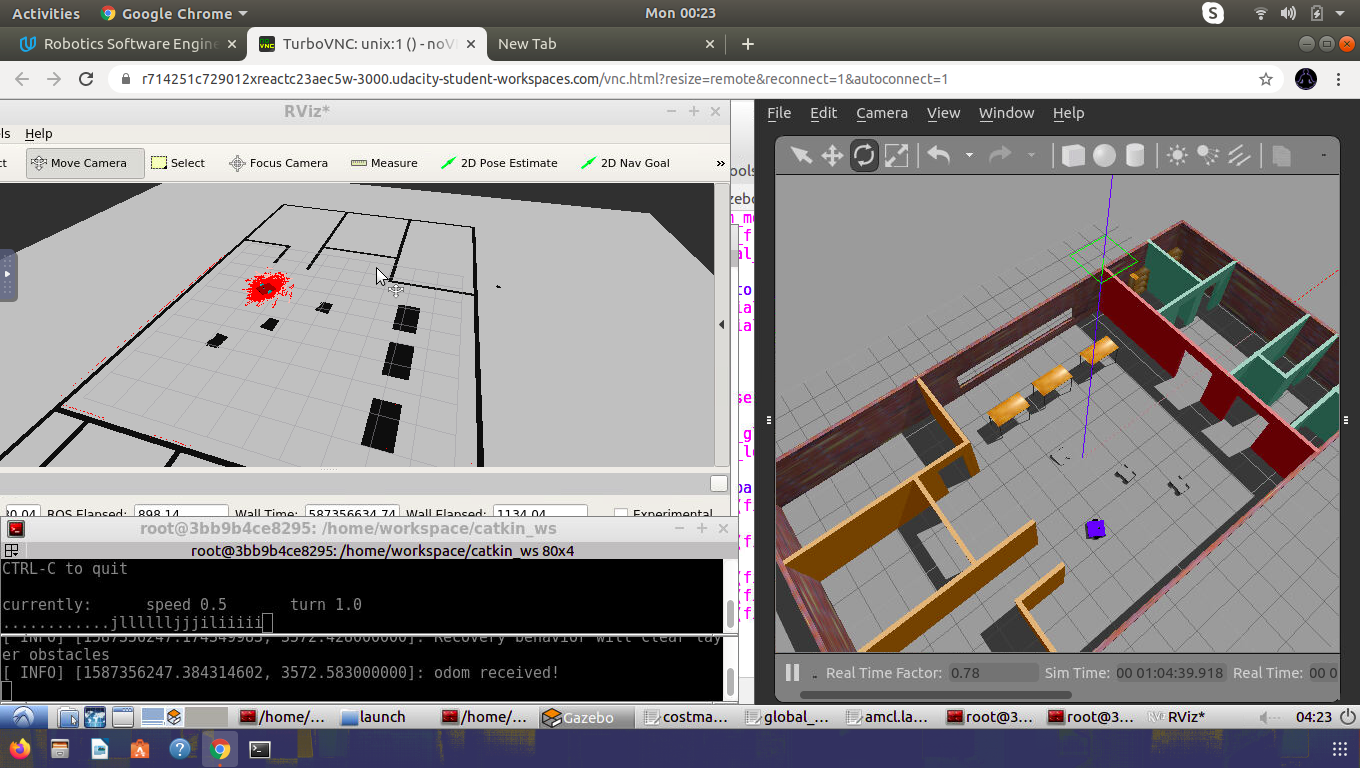 Activities
Google Chrome
Mon 00:23
Robotics Software Engine
TurboVNC: unix:1 () - noV
New Tab
r714251c729012xreactc23aec5w-3000.udacity-student-workspaces.com/vnc.html?resize=remote&reconnect=1&autoconnect=1
RViz*
ls Help
ct Move Camera Select Focus Camera Measure 2D Pose Estimate 2D Nav Goal »
File Edit Camera View Window Help
ROS Elapsed: 898.14 Wall Time: 587356634.74 Wall Elapsed: 1134.04 Experimental
root@3bb9b4ce8295: /home/workspace/catkin_ws
root@3bb9b4ce8295: /home/workspace/catkin_ws 80x4
CTRL-C to quit
currently: speed 0.5 turn 1.0
............jlllllljjjiliiiii
[ INFO] [1587356247.174549983, 3572.428000000]: Recovery behavior will clear lay
er obstacles
[ INFO] [1587356247.384314602, 3572.583000000]: odom received!
Real Time Factor: 0.78 Sim Time: 00 01:04:39.918 Real Time: 00 0
/home/... launch /home/... Gazebo costma... global_... amcl.la... root@3... root@3... RViz* 04:23